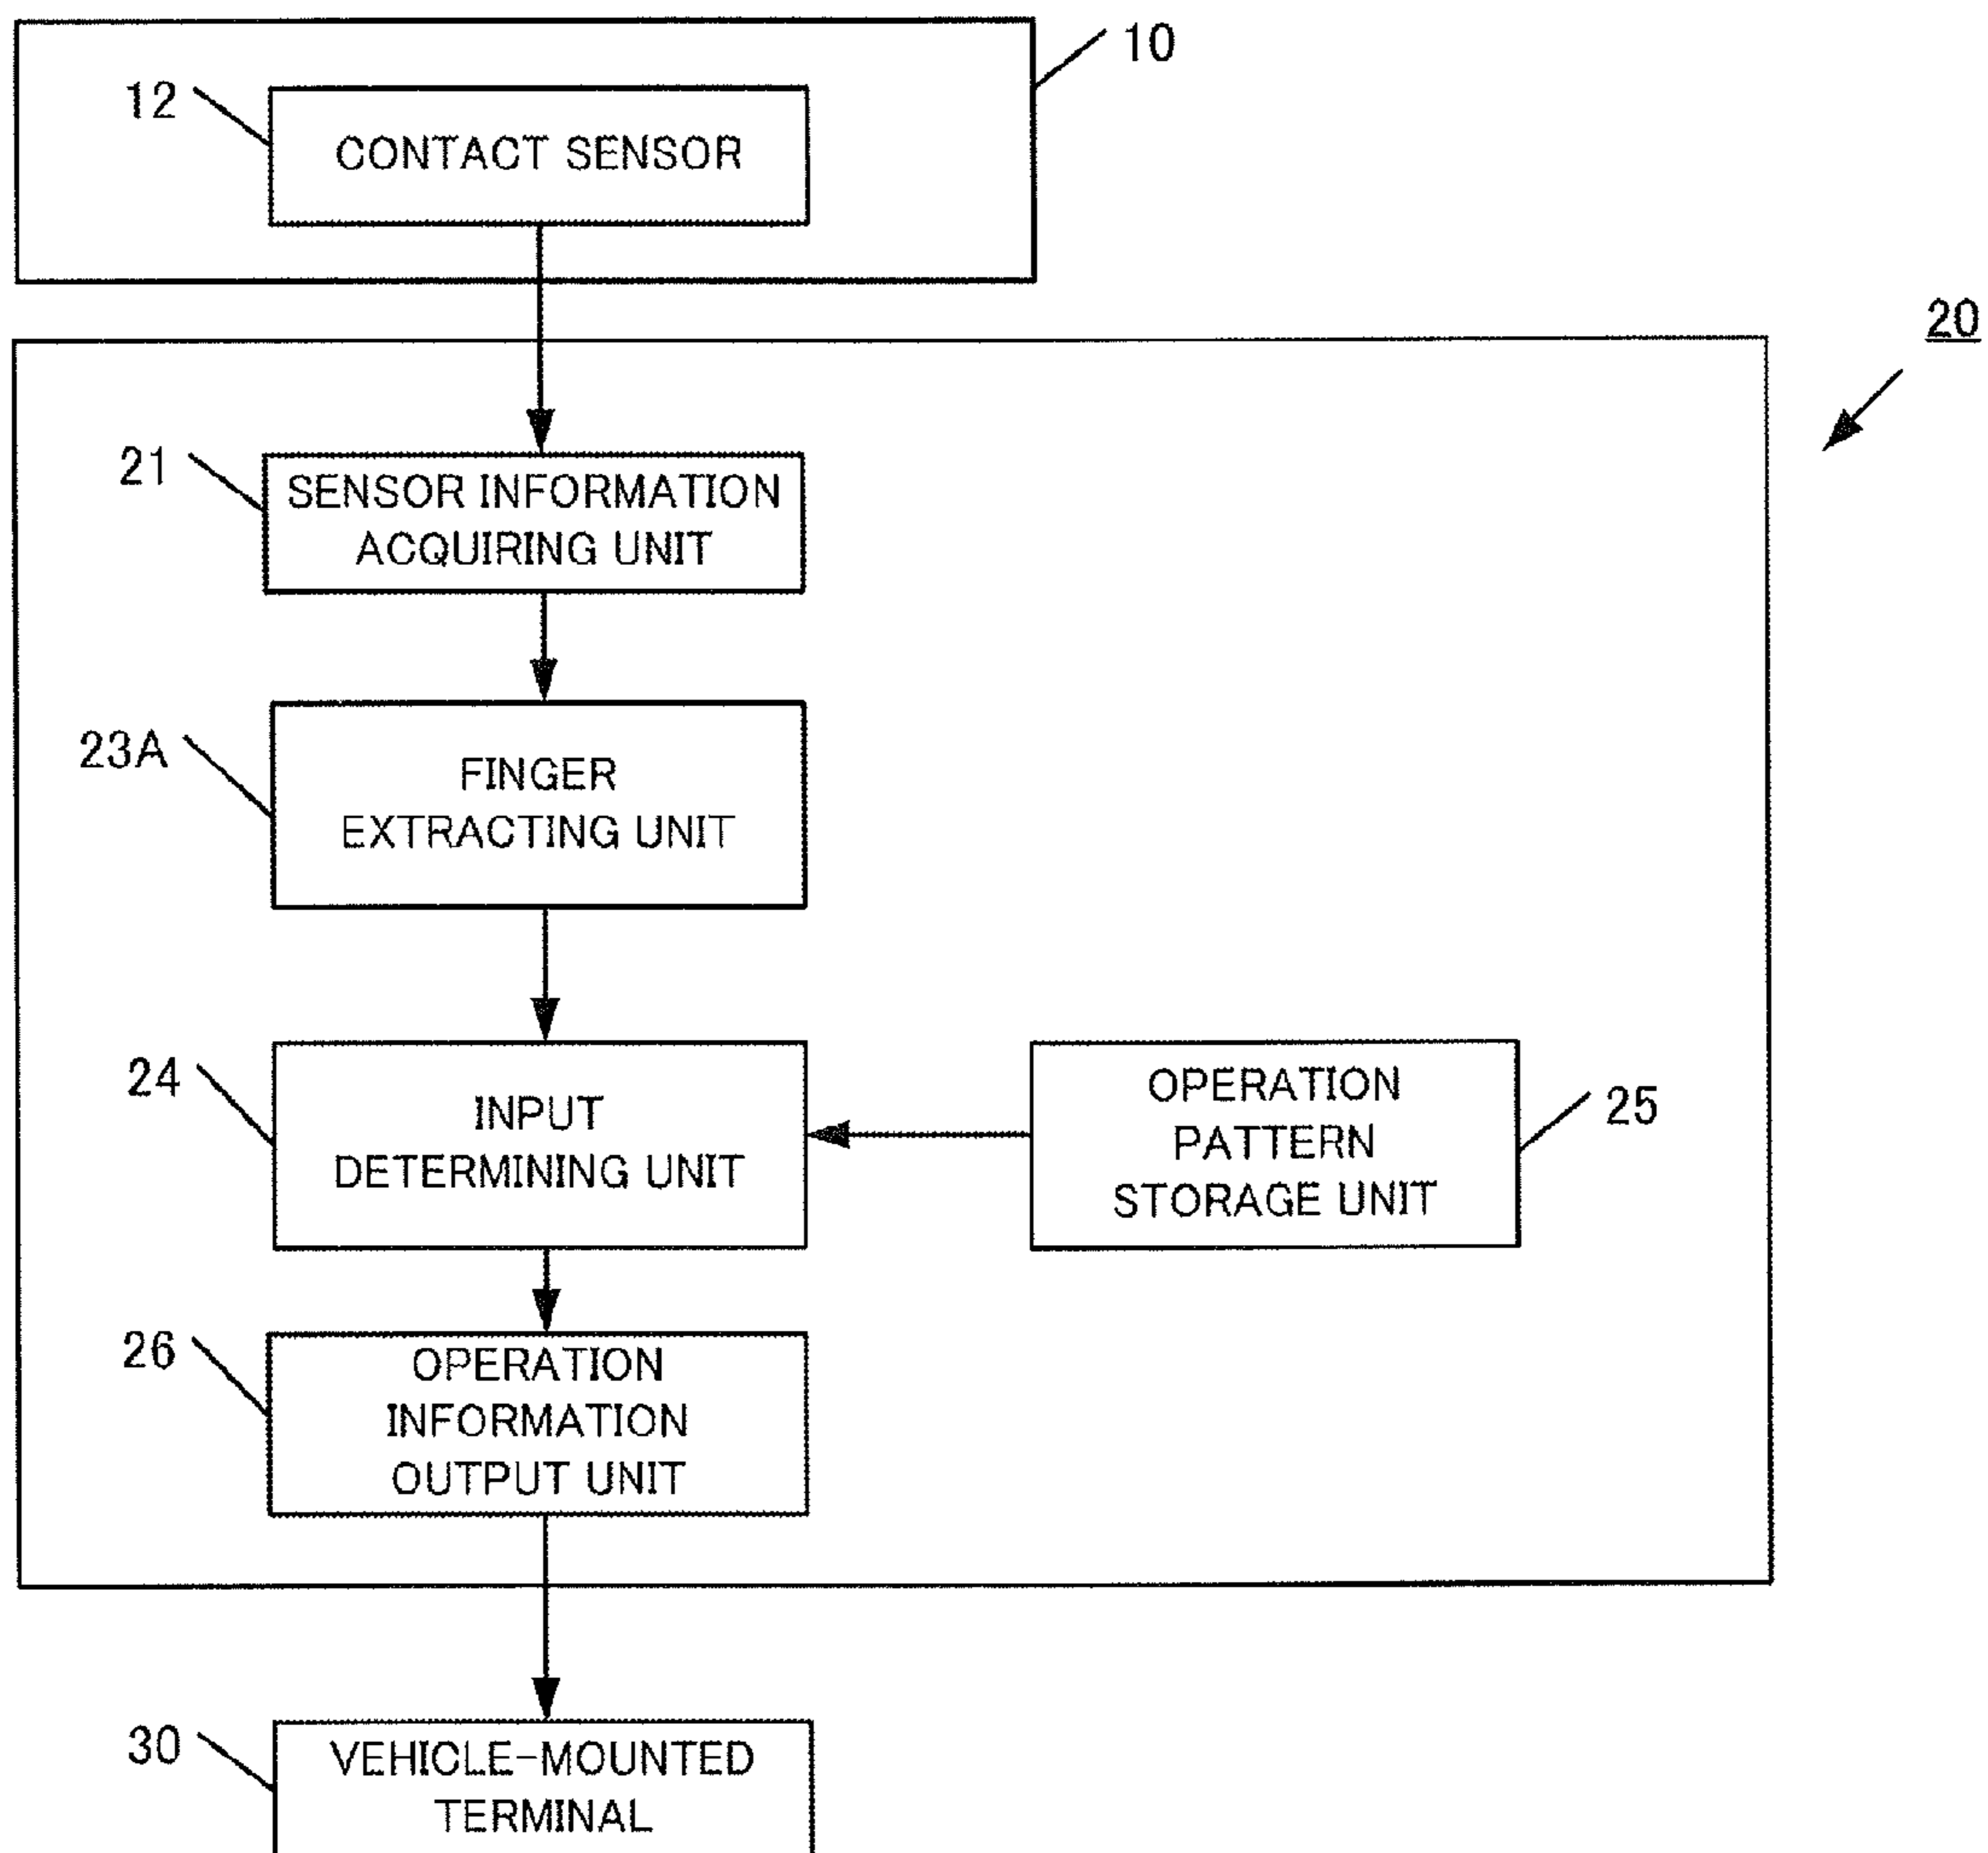 10
12
CONTACT SENSOR
20
21
SENSOR INFORMATION
ACQUIRING UNIT
23A
FINGER
EXTRACTING UNIT
24
INPUT
DETERMINING UNIT
OPERATION
PATTERN
STORAGE UNIT
25
26
OPERATION
INFORMATION
OUTPUT UNIT
30
VEHICLE-MOUNTED
TERMINAL